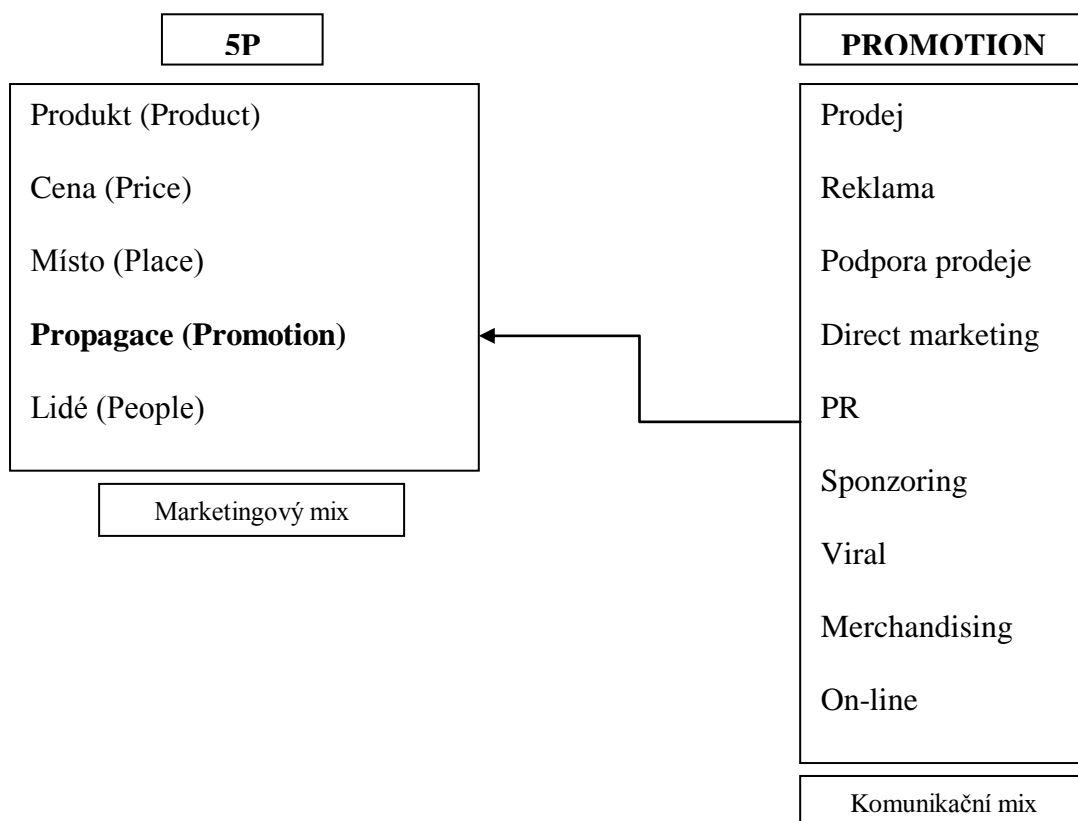 5P
Produkt (Product)
Cena (Price)
Místo (Place)
Propagace (Promotion)
Lidé (People)
Marketingový mix
PROMOTION
Prodej
Reklama
Podpora prodeje
Direct marketing
PR
Sponzoring
Viral
Merchandising
On-line
Komunikační mix